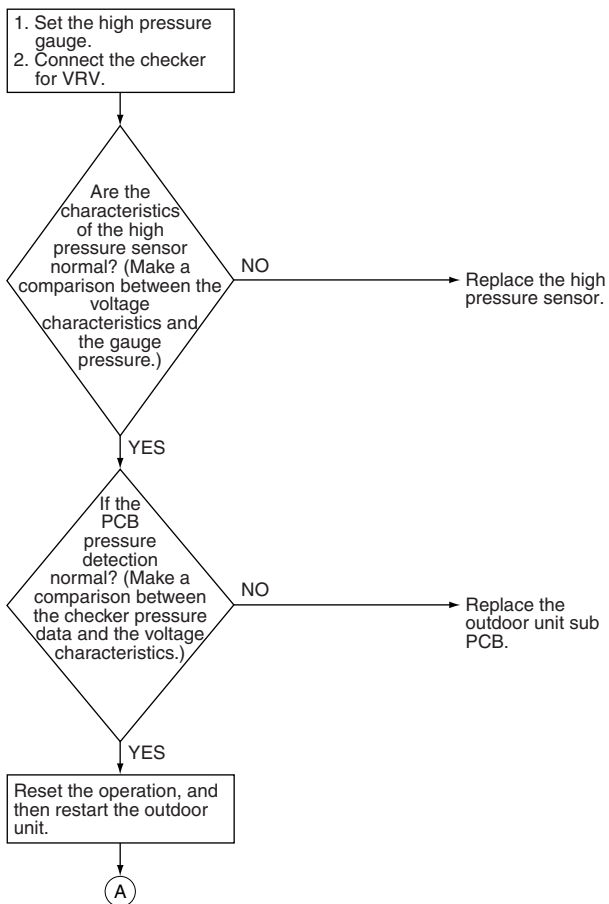 1. Set the high pressure
gauge.
2. Connect the checker
for VRV.
Are the
characteristics
of the high
pressure sensor
normal? (Make a
comparison between the
voltage
characteristics and
the gauge
pressure.)
NO
Replace the high
pressure sensor.
YES
If the
PCB
pressure
detection
normal? (Make a
comparison between
the checker pressure
data and the voltage
characteristics.)
NO
Replace the
outdoor unit sub
PCB.
YES
Reset the operation, and
then restart the outdoor
unit.
A